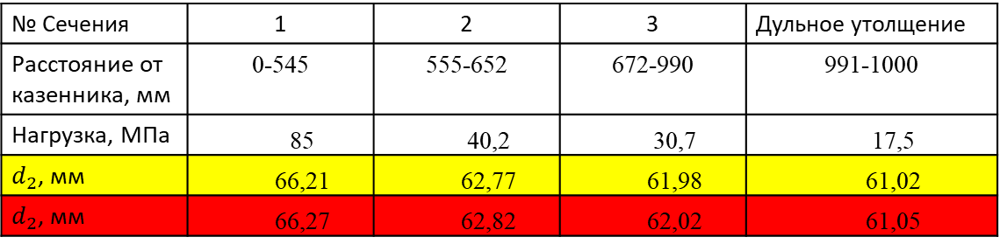 № Сечения 1 2 3 Дульное утолщение
Расстояние от 0-545 555-652 672-990 991-1000
казенника, мм
Нагрузка, МПа 85 40,2 30,7 17,5
𝑑₂, мм 66,21 62,77 61,98 61,02
𝑑₂, мм 66,27 62,82 62,02 61,05